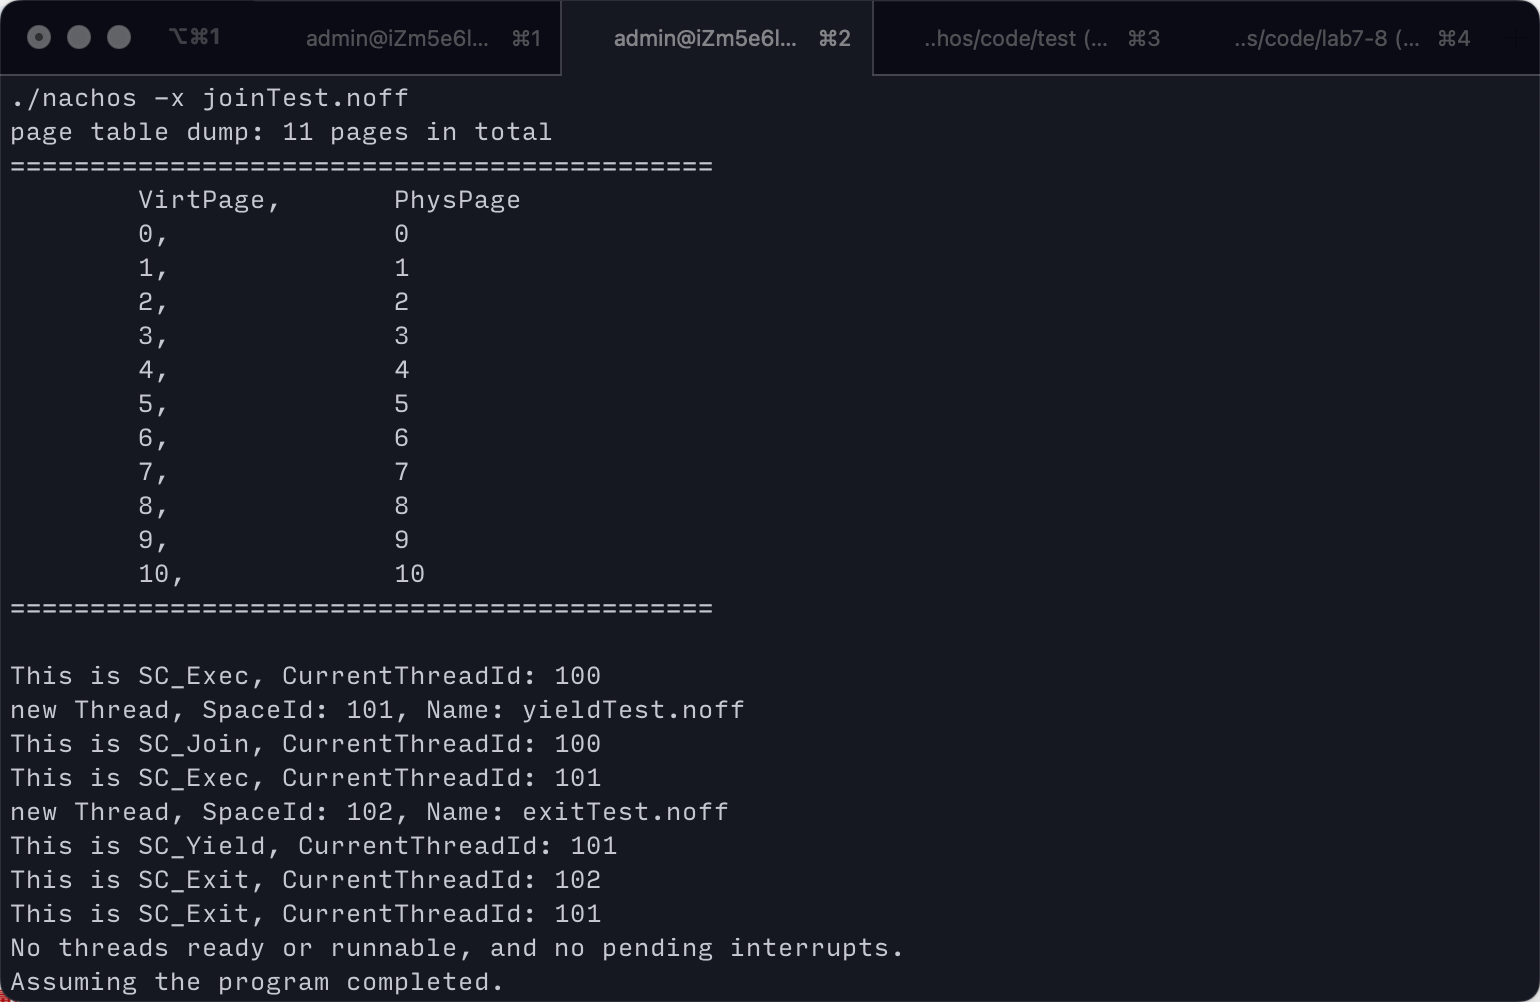 ⌥⌘1 admin@iZm5e6l... ⌘1 admin@iZm5e6l... ⌘2 ..hos/code/test (... ⌘3 ..s/code/lab7-8 (... ⌘4
./nachos -x joinTest.noff
page table dump: 11 pages in total
============================================
VirtPage, PhysPage
0, 0
1, 1
2, 2
3, 3
4, 4
5, 5
6, 6
7, 7
8, 8
9, 9
10, 10
============================================
This is SC_Exec, CurrentThreadId: 100
new Thread, SpaceId: 101, Name: yieldTest.noff
This is SC_Join, CurrentThreadId: 100
This is SC_Exec, CurrentThreadId: 101
new Thread, SpaceId: 102, Name: exitTest.noff
This is SC_Yield, CurrentThreadId: 101
This is SC_Exit, CurrentThreadId: 102
This is SC_Exit, CurrentThreadId: 101
No threads ready or runnable, and no pending interrupts.
Assuming the program completed.